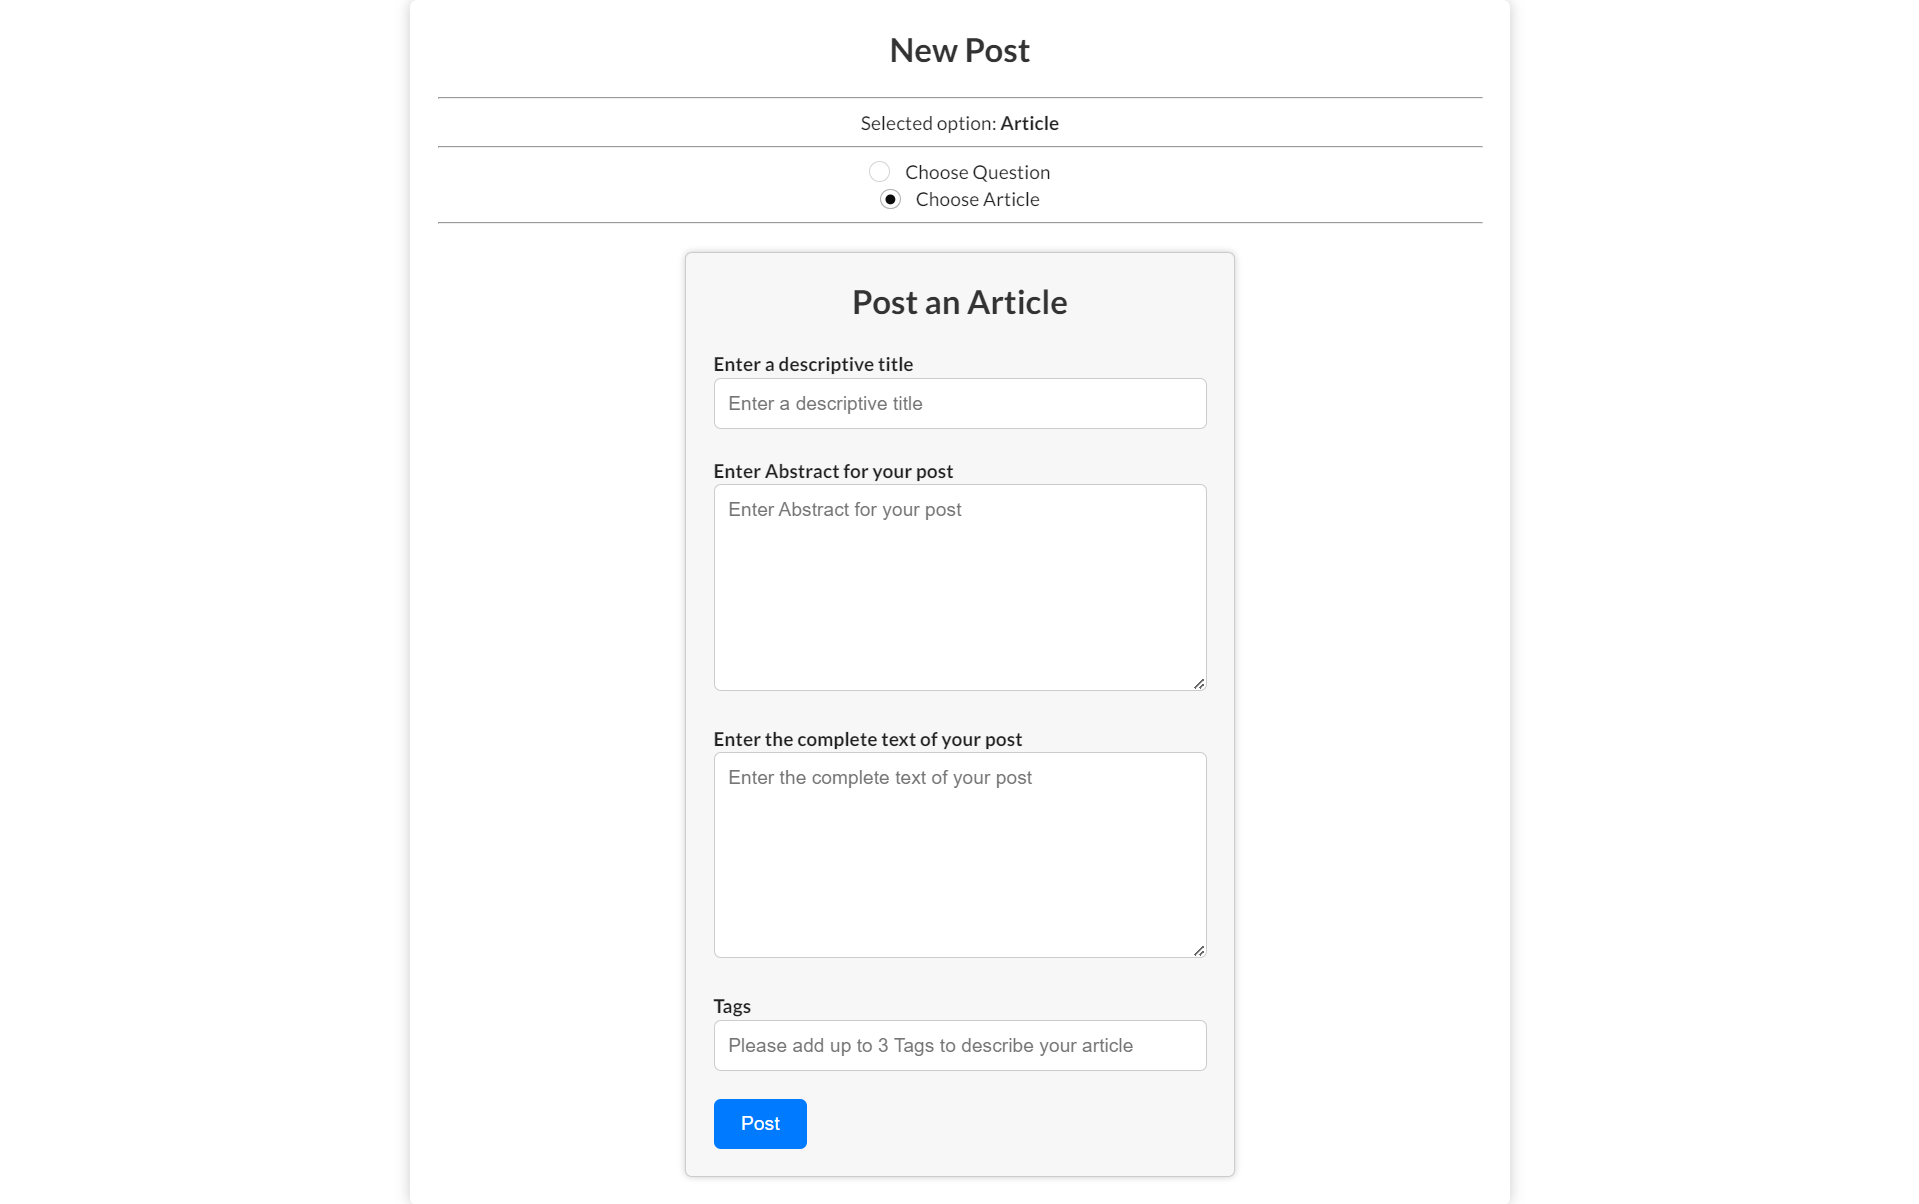 New Post
Selected option: Article
Choose Question
Choose Article
Post an Article
Enter a descriptive title
Enter a descriptive title
Enter Abstract for your post
Enter Abstract for your post
Enter the complete text of your post
Enter the complete text of your post
Tags
Please add up to 3 Tags to describe your article
Post